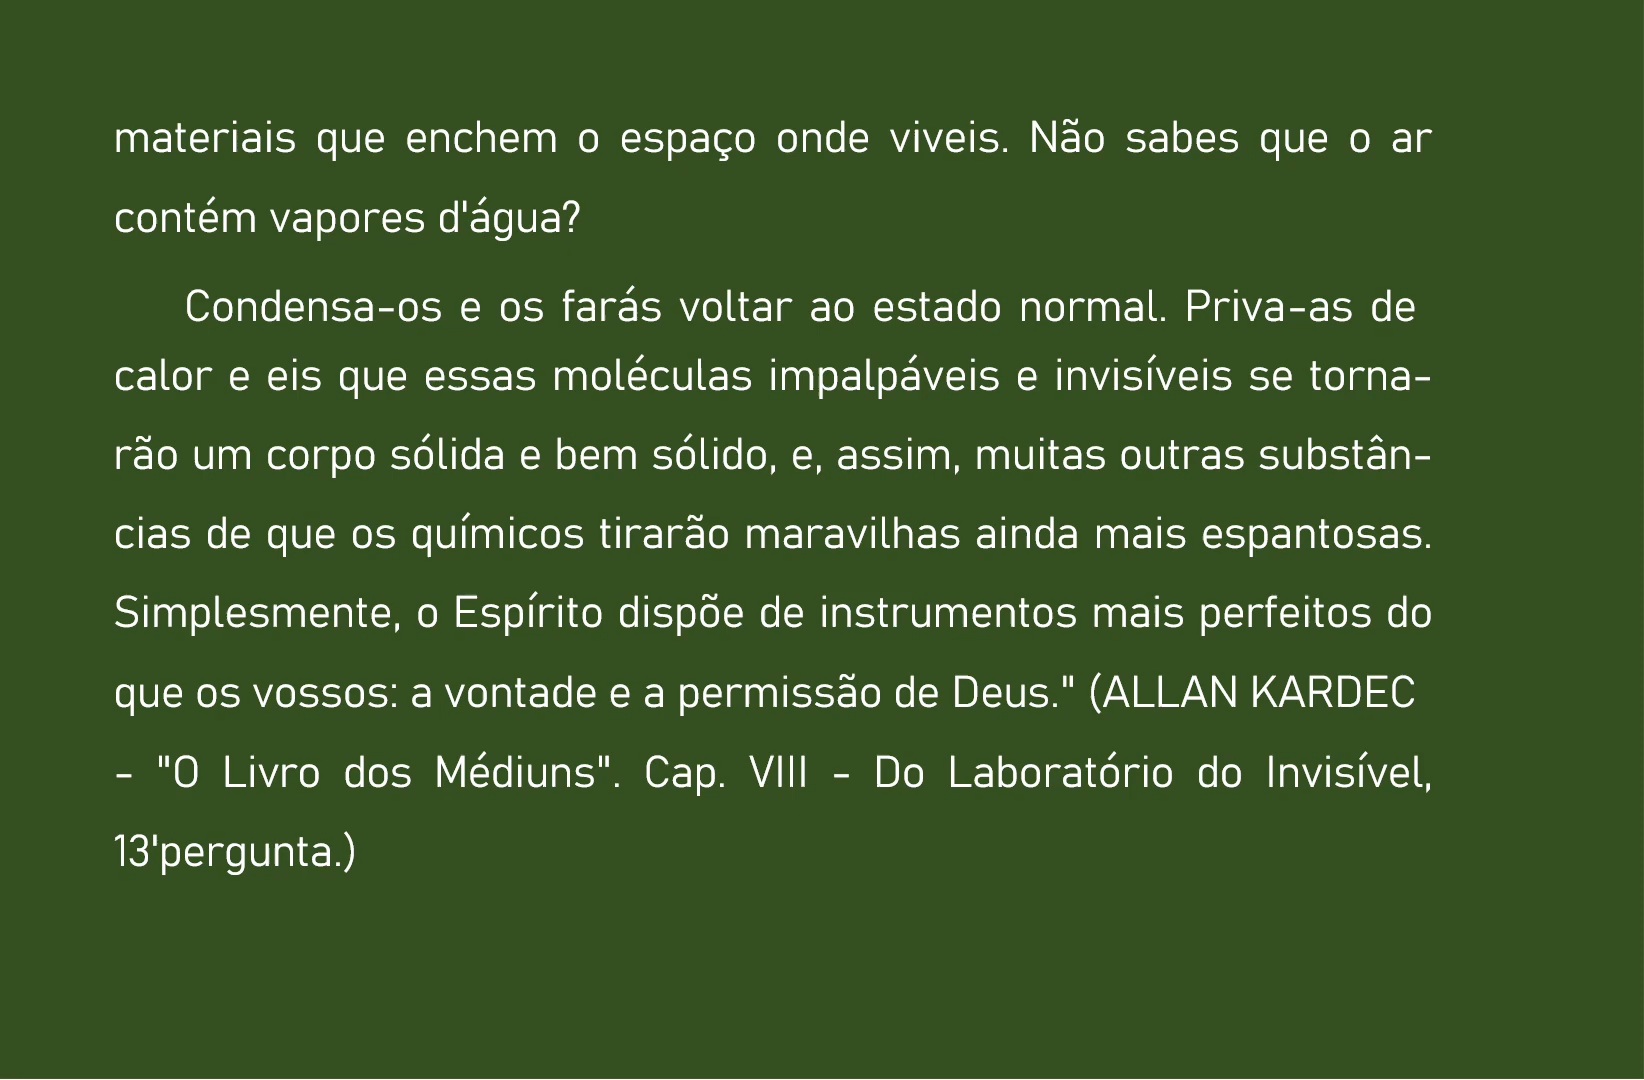 materiais que enchem o espaço onde viveis. Não sabes que o ar
contém vapores d'água?
Condensa-os e os farás voltar ao estado normal. Priva-as de
calor e eis que essas moléculas impalpáveis e invisíveis se torna-
rão um corpo sólida e bem sólido, e, assim, muitas outras substân-
cias de que os químicos tirarão maravilhas ainda mais espantosas.
Simplesmente, o Espírito dispõe de instrumentos mais perfeitos do
que os vossos: a vontade e a permissão de Deus." (ALLAN KARDEC
- "O Livro dos Médiuns". Cap. VIII - Do Laboratório do Invisível,
13'pergunta.)